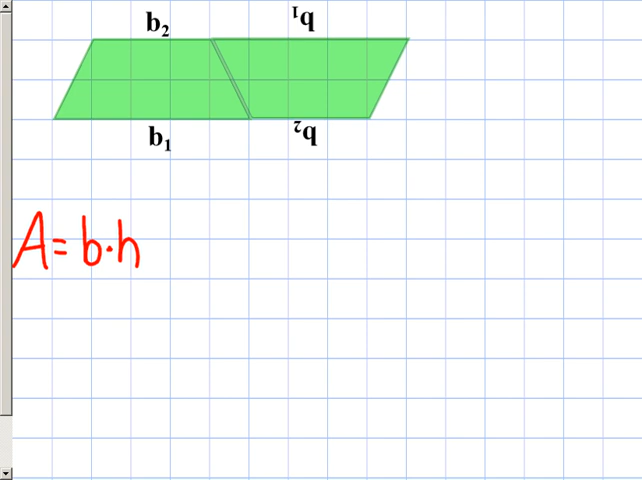 b₂ b₁
b₁ b₂
A = b·h